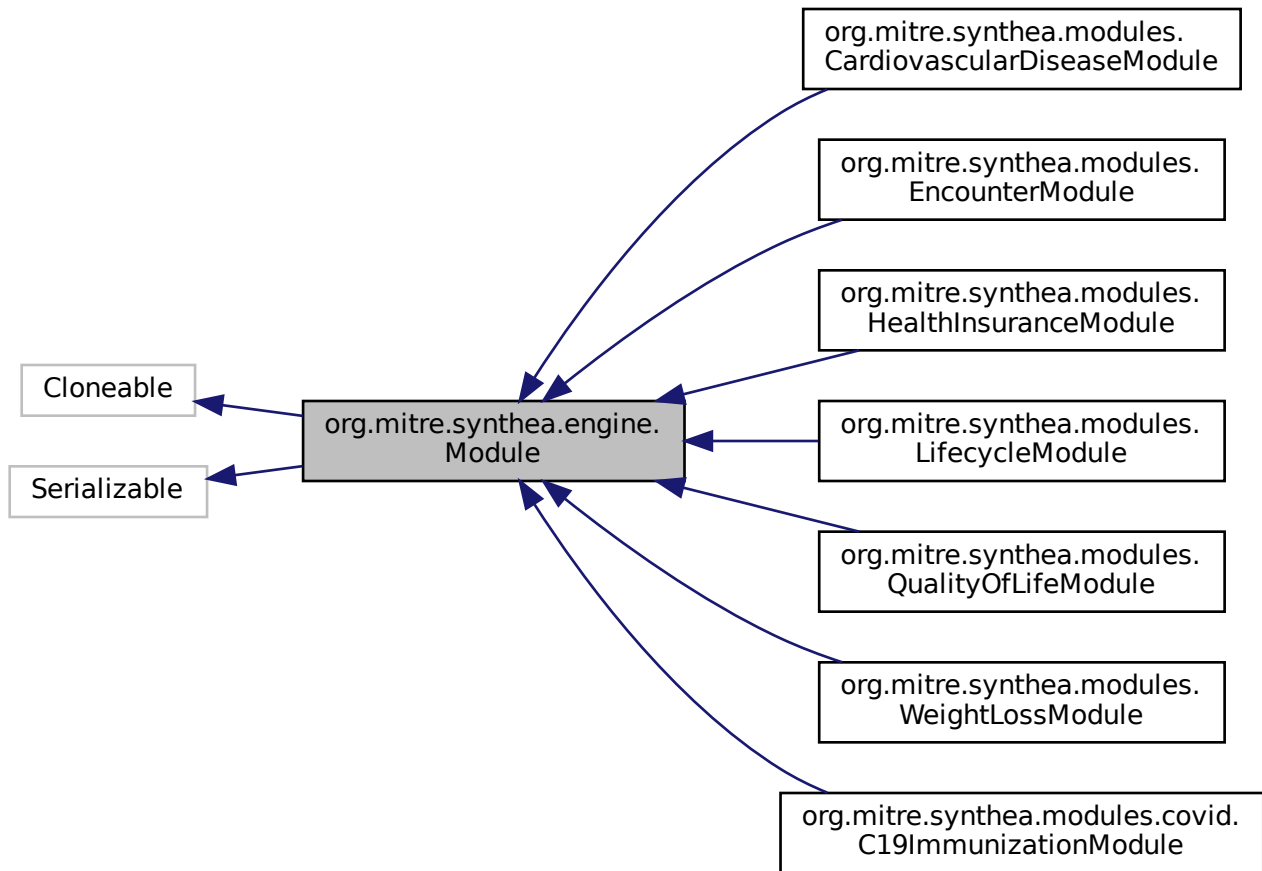 org.mitre.synthea.modules.
CardiovascularDiseaseModule
org.mitre.synthea.modules.
EncounterModule
org.mitre.synthea.modules.
HealthInsuranceModule
Cloneable
Serializable
org.mitre.synthea.engine.
Module
org.mitre.synthea.modules.
LifecycleModule
org.mitre.synthea.modules.
QualityOfLifeModule
org.mitre.synthea.modules.
WeightLossModule
org.mitre.synthea.modules.covid.
C19ImmunizationModule